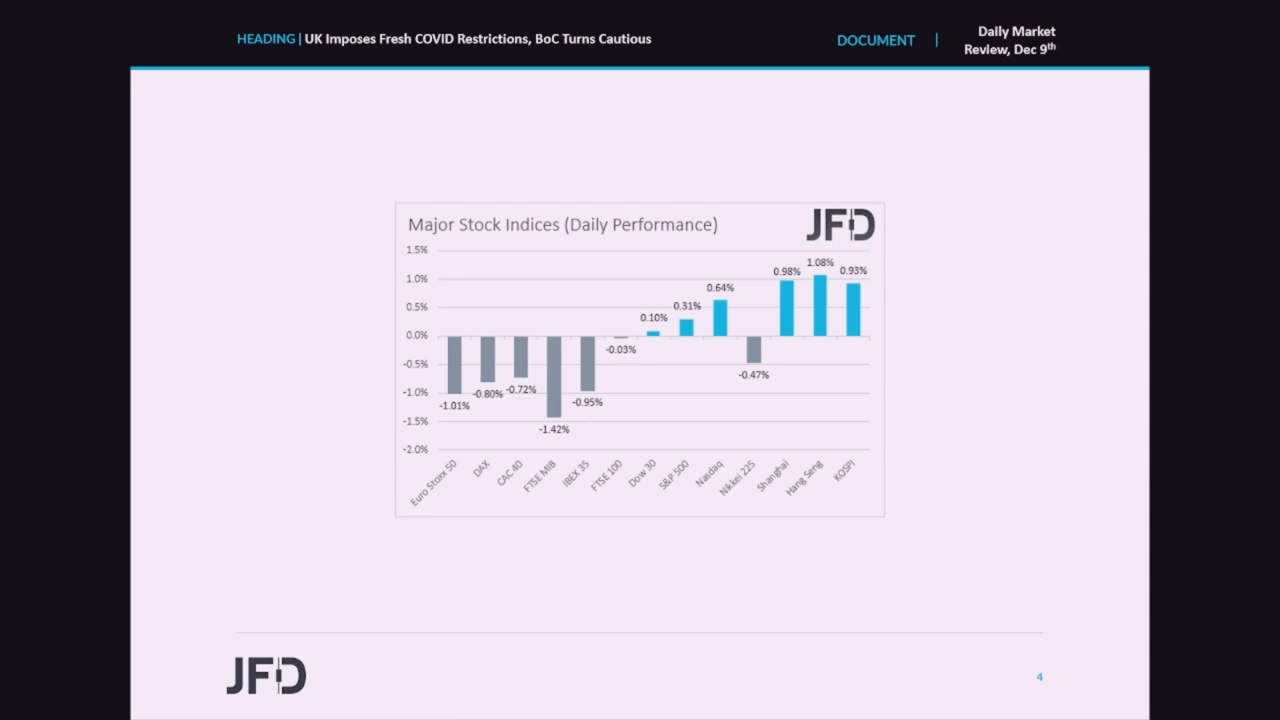 HEADING | UK Imposes Fresh COVID Restrictions, BoC Turns Cautious
DOCUMENT |
Daily Market
Review, Dec 9th
Major Stock Indices (Daily Performance)
JFD
1.5%
1.0%
0.5%
0.0%
-0.5%
-1.0%
-1.5%
-2.0%
-1.01%
-0.80%
-0.72%
-1.42%
-0.95%
-0.03%
0.10%
0.31%
0.64%
-0.47%
0.98%
1.08%
0.93%
Euro Stoxx 50
DAX
CAC 40
FTSE MIB
IBEX 35
FTSE 100
Dow 30
S&P 500
Nasdaq
Nikkei 225
Shanghai
Hang Seng
KOSPI
JFD
4